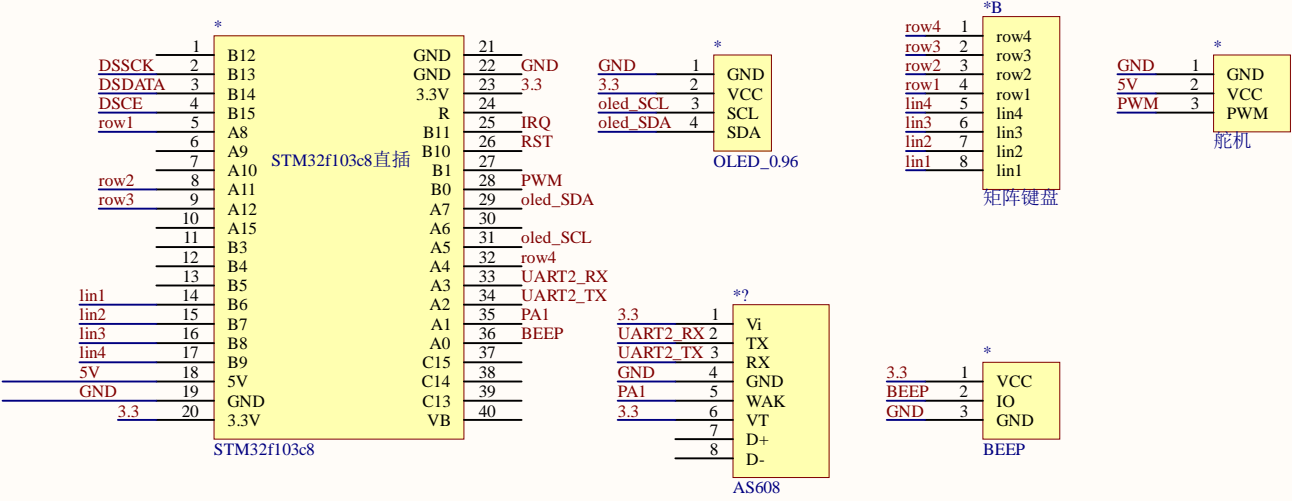 *
1 B12
DSSCK 2 B13
DSDATA 3 B14
DSCE 4 B15
row1 5 A8
6 A9
7 A10
row2 8 A11
row3 9 A12
10 A15
11 B3
12 B4
13 B5
lin1 14 B6
lin2 15 B7
lin3 16 B8
lin4 17 B9
5V 18 5V
GND 19 GND
3.3 20 3.3V
STM32f103c8直插
GND 21
GND 22 GND
3.3V 23 3.3
R 24
B11 25 IRQ
B10 26 RST
B1 27
B0 28 PWM
A7 29 oled_SDA
A6 30
A5 31 oled_SCL
A4 32 row4
A3 33 UART2_RX
A2 34 UART2_TX
A1 35 PA1
A0 36 BEEP
C15 37
C14 38
C13 39
VB 40
STM32f103c8
*
GND 1 GND
3.3 2 VCC
oled_SCL 3 SCL
oled_SDA 4 SDA
OLED_0.96
*B
row4 1 row4
row3 2 row3
row2 3 row2
row1 4 row1
lin4 5 lin4
lin3 6 lin3
lin2 7 lin2
lin1 8 lin1
矩阵键盘
*
GND 1 GND
5V 2 VCC
PWM 3 PWM
舵机
*?
3.3 1 Vi
UART2_RX 2 TX
UART2_TX 3 RX
GND 4 GND
PA1 5 WAK
3.3 6 VT
7 D+
8 D-
AS608
*
3.3 1 VCC
BEEP 2 IO
GND 3 GND
BEEP